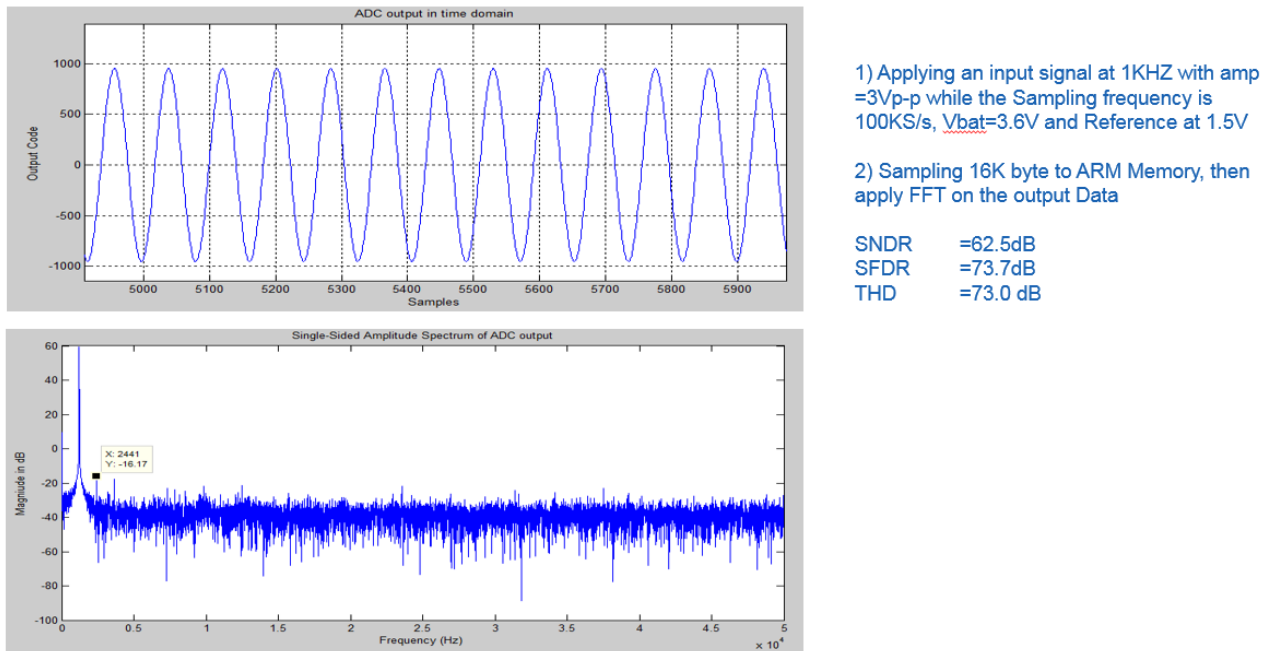 ADC output in time domain
1000
500
0
-500
-1000
Output Code
5000 5100 5200 5300 5400 5500 5600 5700 5800 5900
Samples
1) Applying an input signal at 1KHZ with amp
=3Vp-p while the Sampling frequency is
100KS/s, Vbat=3.6V and Reference at 1.5V
2) Sampling 16K byte to ARM Memory, then
apply FFT on the output Data
SNDR =62.5dB
SFDR =73.7dB
THD =73.0 dB
Single-Sided Amplitude Spectrum of ADC output
60
40
20
0
-20
-40
-60
-80
-100
Magniude in dB
X: 2441
Y: -16.17
0 0.5 1 1.5 2 2.5 3 3.5 4 4.5 5
Frequency (Hz)
x 10^4